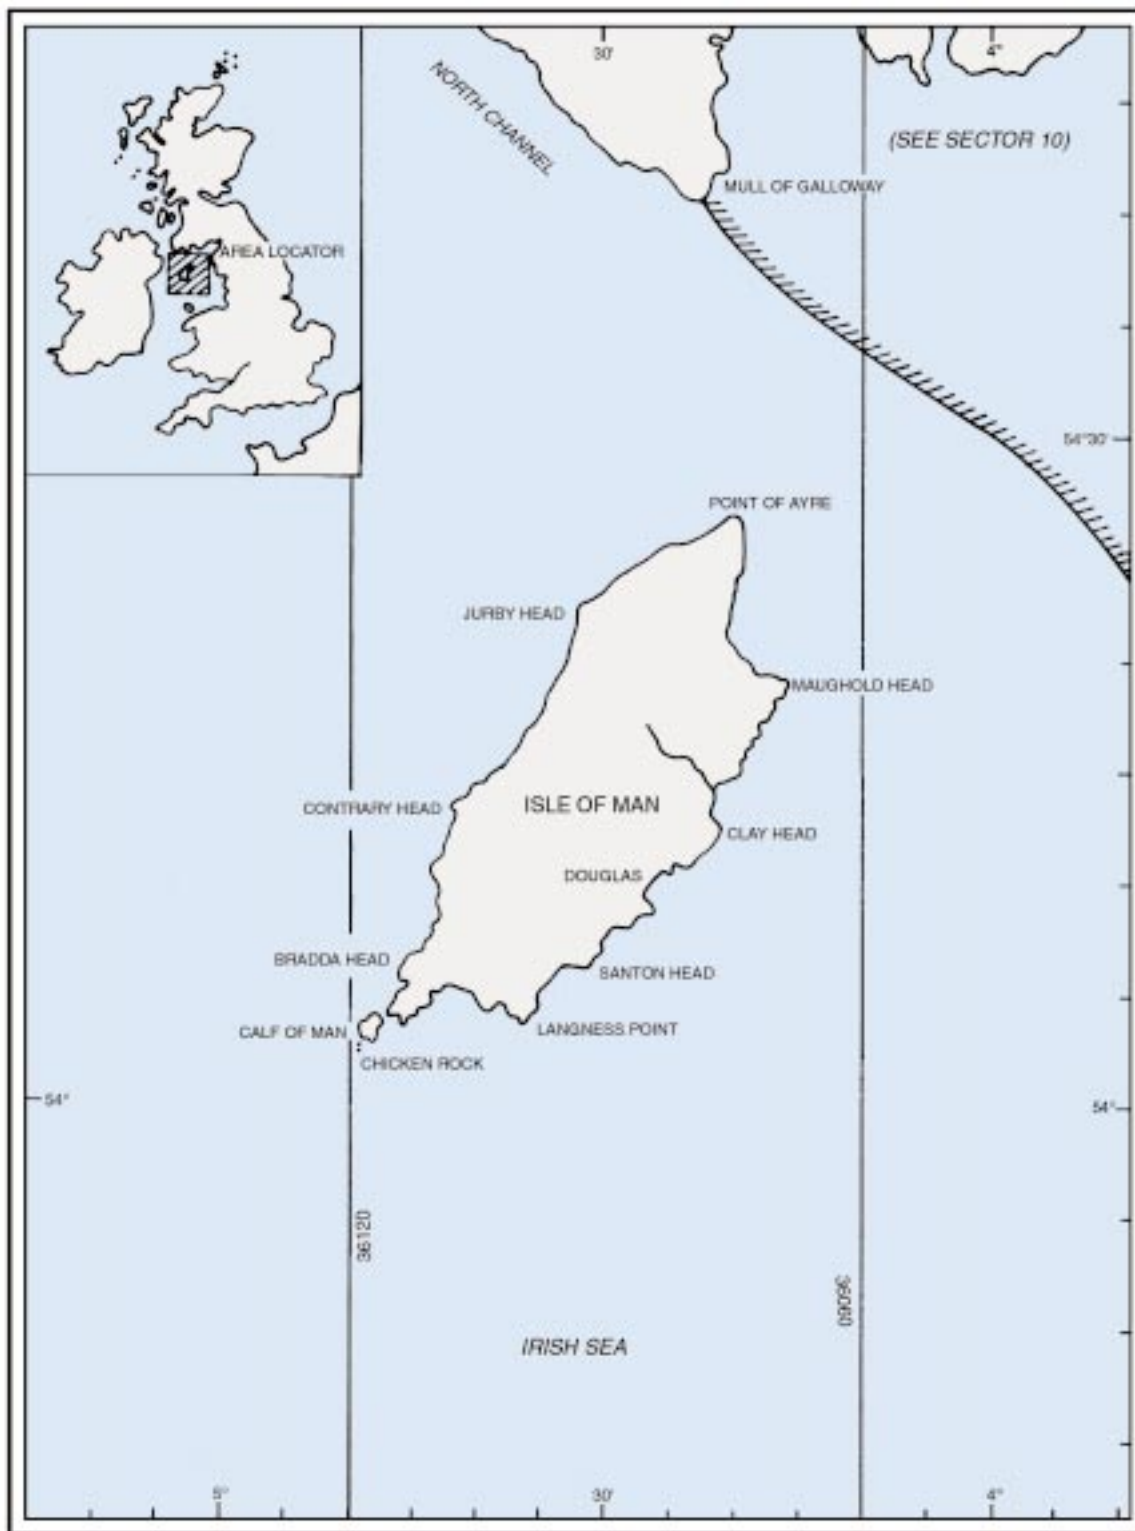 30'
4°
NORTH CHANNEL
(SEE SECTOR 10)
MULL OF GALLOWAY
AREA LOCATOR
54°30'
POINT OF AYRE
JURBY HEAD
MAUGHOLD HEAD
CONTRARY HEAD
ISLE OF MAN
CLAY HEAD
DOUGLAS
BRADDA HEAD
SANTON HEAD
CALF OF MAN
LANGNESS POINT
CHICKEN ROCK
54°
54°
36120
36060
IRISH SEA
5°
30'
4°